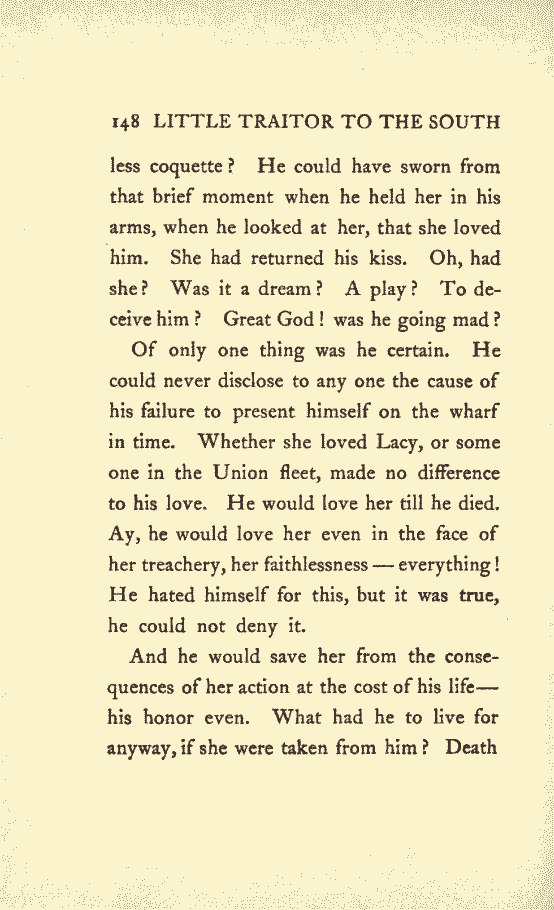 148 LITTLE TRAITOR TO THE SOUTH
less coquette? He could have sworn from
that brief moment when he held her in his
arms, when he looked at her, that she loved
him. She had returned his kiss. Oh, had
she? Was it a dream? A play? To de-
ceive him? Great God! was he going mad?
Of only one thing was he certain. He
could never disclose to any one the cause of
his failure to present himself on the wharf
in time. Whether she loved Lacy, or some
one in the Union fleet, made no difference
to his love. He would love her till he died.
Ay, he would love her even in the face of
her treachery, her faithlessness — everything!
He hated himself for this, but it was true,
he could not deny it.
And he would save her from the conse-
quences of her action at the cost of his life—
his honor even. What had he to live for
anyway, if she were taken from him? Death